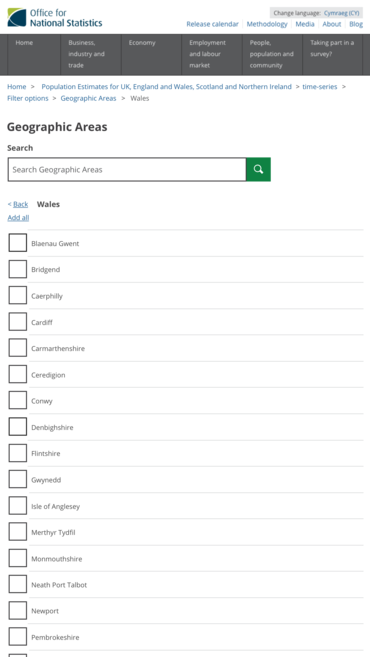 Office for
National Statistics
Change language: Cymraeg (CY)
Release calendar Methodology Media About Blog
Home
Business, industry and trade
Economy
Employment and labour market
People, population and community
Taking part in a survey?
Home > Population Estimates for UK, England and Wales, Scotland and Northern Ireland > time-series >
Filter options > Geographic Areas > Wales
Geographic Areas
Search
Search Geographic Areas
< Back Wales
Add all
Blaenau Gwent
Bridgend
Caerphilly
Cardiff
Carmarthenshire
Ceredigion
Conwy
Denbighshire
Flintshire
Gwynedd
Isle of Anglesey
Merthyr Tydfil
Monmouthshire
Neath Port Talbot
Newport
Pembrokeshire